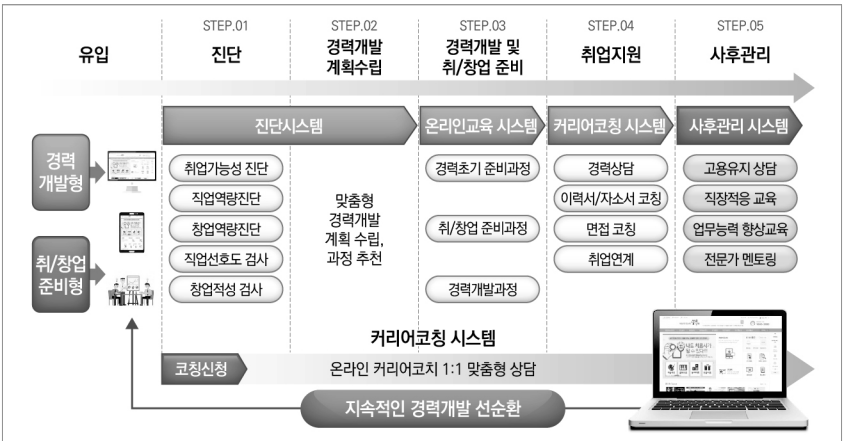 유입
STEP.01
진단
STEP.02
경력개발
계획수립
STEP.03
경력개발 및
취/창업 준비
STEP.04
취업지원
STEP.05
사후관리
진단시스템
온라인교육 시스템
커리어코칭 시스템
사후관리 시스템
경력
개발형
취/창업
준비형
취업가능성 진단
직업역량진단
창업역량진단
직업선호도 검사
창업적성 검사
맞춤형
경력개발
계획 수립,
과정 추천
경력초기 준비과정
취/창업 준비과정
경력개발과정
경력상담
이력서/자소서 코칭
면접 코칭
취업연계
고용유지 상담
직장적응 교육
업무능력 향상교육
전문가 멘토링
커리어코칭 시스템
코칭신청
온라인 커리어코치 1:1 맞춤형 상담
지속적인 경력개발 선순환